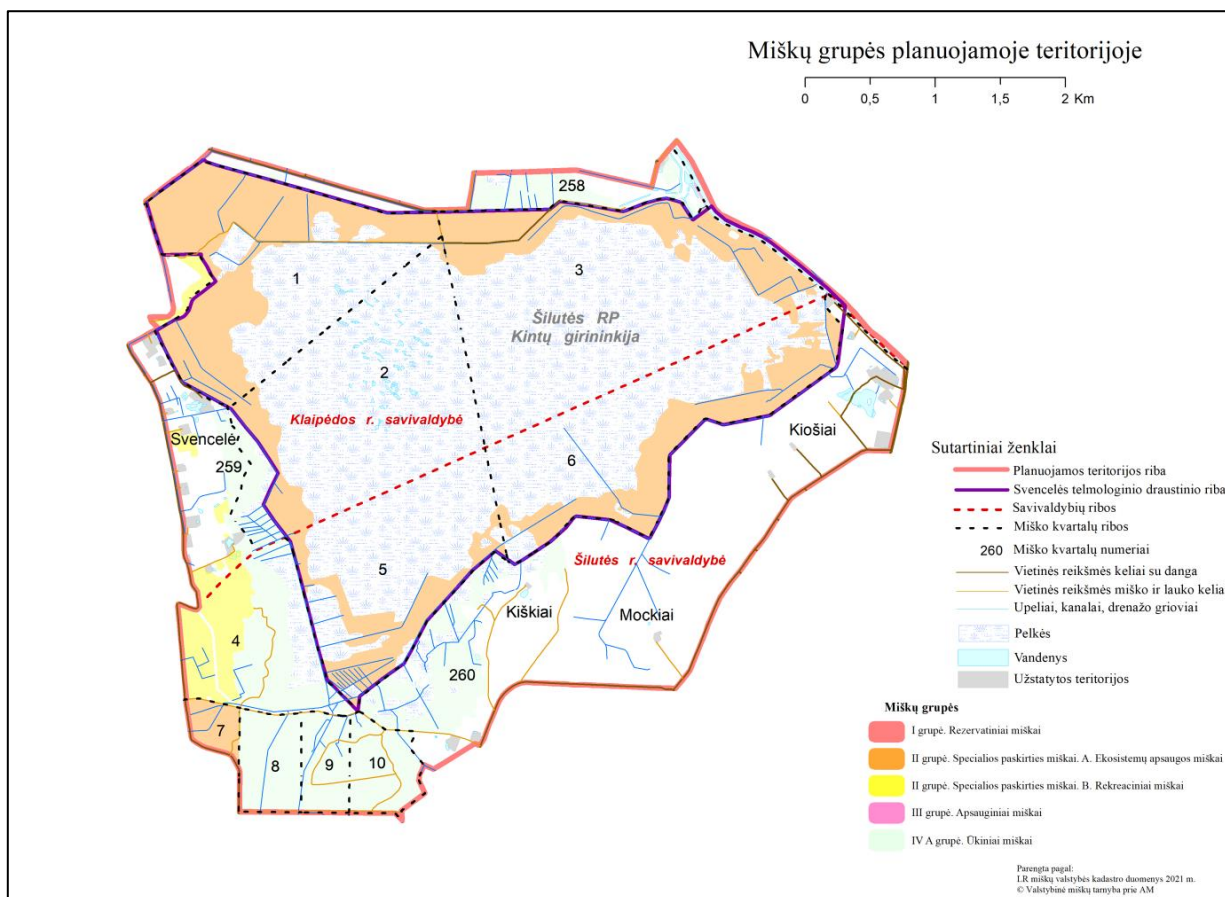 Miškų grupės planuojamoje teritorijoje
0 0,5 1 1,5 2 Km
258
1
3
Šilutės RP
Kintų girininkija
2
Klaipėdos r. savivaldybė
Svencelė
259
Kiošiai
6
Šilutės r. savivaldybė
5
Kiškiai
Mockiai
4
260
7
8
9
10
Sutartiniai ženklai
Planuojamos teritorijos riba
Svencelės telmologinio draustinio riba
Savivaldybių ribos
Miško kvartalų ribos
260 Miško kvartalų numeriai
Vietinės reikšmės keliai su danga
Vietinės reikšmės miško ir lauko keliai
Upeliai, kanalai, drenažo grioviai
Pelkės
Vandenys
Užstatytos teritorijos
Miškų grupės
I grupė. Rezervatiniai miškai
II grupė. Specialios paskirties miškai. A. Ekosistemų apsaugos miškai
II grupė. Specialios paskirties miškai. B. Rekreaciniai miškai
III grupė. Apsauginiai miškai
IV A grupė. Ūkiniai miškai
Parengta pagal:
LR miškų valstybės kadastro duomenys 2021 m.
© Valstybinė miškų tarnyba prie AM